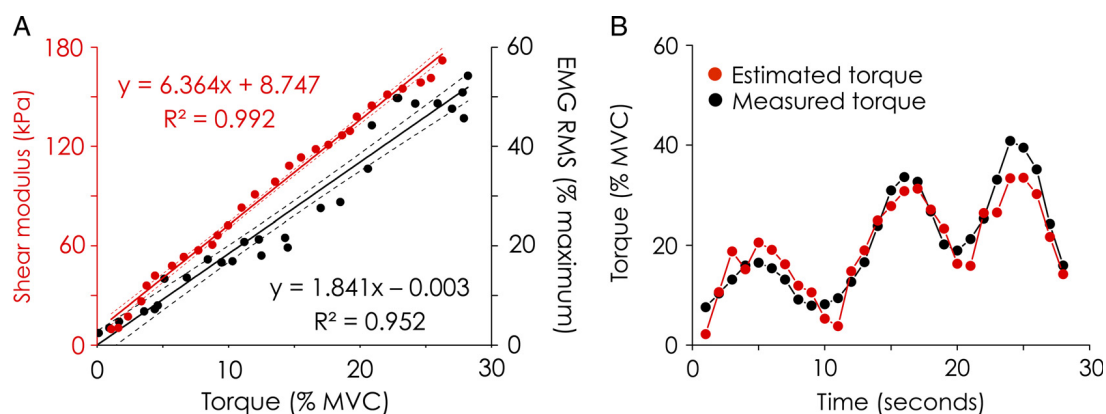 A
Shear modulus (kPa)
180
120
60
0
y = 6.364x + 8.747
R² = 0.992
y = 1.841x – 0.003
R² = 0.952
60
40
20
0
EMG RMS (% maximum)
0 10 20 30
Torque (% MVC)
B
Torque (% MVC)
60
40
20
0
Estimated torque
Measured torque
0 10 20 30
Time (seconds)